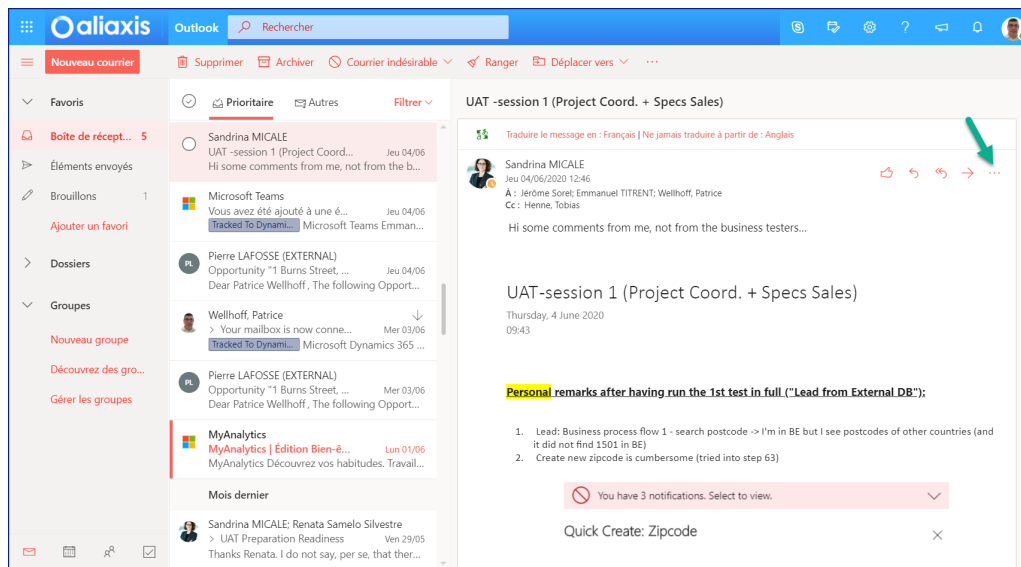 aliaxis
Outlook
Rechercher
Nouveau courrier
Supprimer
Archiver
Courrier indésirable
Ranger
Déplacer vers
Favoris
Boîte de récept... 5
Éléments envoyés
Brouillons 1
Ajouter un favori
Dossiers
Groupes
Nouveau groupe
Découvrez des gro...
Gérer les groupes
Prioritaire
Autres
Filtrer
Sandrina MICALE
UAT -session 1 (Project Coord... Jeu 04/06
Hi some comments from me, not from the b...
Microsoft Teams
Vous avez été ajouté à une é... Jeu 04/06
Tracked To Dynami... Microsoft Teams Emman...
PL
Pierre LAFOSSE (EXTERNAL)
Opportunity "1 Burns Street, ... Jeu 04/06
Dear Patrice Wellhoff, The following Opport...
Wellhoff, Patrice
> Your mailbox is now conne... Mer 03/06
Tracked To Dynami... Microsoft Dynamics 365 ...
PL
Pierre LAFOSSE (EXTERNAL)
Opportunity "1 Burns Street, ... Mer 03/06
Dear Patrice Wellhoff, The following Opport...
MyAnalytics
MyAnalytics | Édition Bien-ê... Lun 01/06
MyAnalytics Découvrez vos habitudes. Travail...
Mois dernier
Sandrina MICALE; Renata Samelo Silvestre
> UAT Preparation Readiness Ven 29/05
Thanks Renata. I do not say, per se, that ther...
UAT -session 1 (Project Coord. + Specs Sales)
Traduire le message en : Français | Ne jamais traduire à partir de : Anglais
Sandrina MICALE
Jeu 04/06/2020 12:46
À : Jérôme Sorel; Emmanuel TITRENT; Wellhoff, Patrice
Cc : Henne, Tobias
Hi some comments from me, not from the business testers...
UAT-session 1 (Project Coord. + Specs Sales)
Thursday, 4 June 2020
09:43
Personal remarks after having run the 1st test in full ("Lead from External DB"):
1. Lead: Business process flow 1 - search postcode -> I'm in BE but I see postcodes of other countries (and
it did not find 1501 in BE)
2. Create new zipcode is cumbersome (tried into step 63)
You have 3 notifications. Select to view.
Quick Create: Zipcode